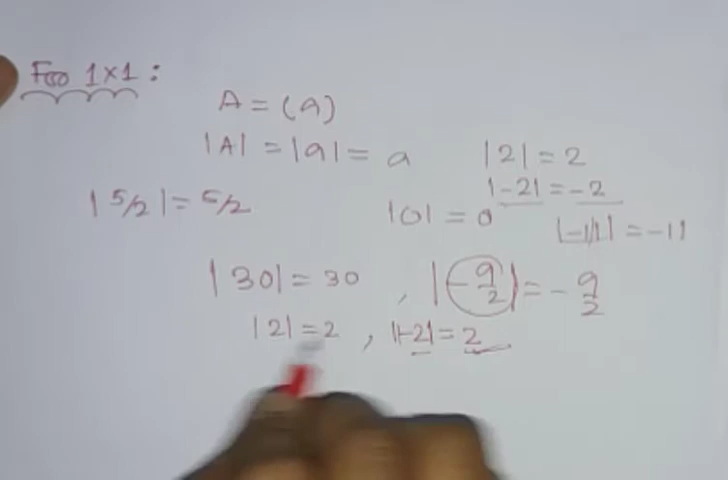 For 1×1:
A = (a)
|A| = |a| = a
|2| = 2
|-2| = -2
|5/2| = 5/2
|0| = 0
|-11| = -11
|30| = 30 , |-9/2| = -9/2
|2| = 2 , |-2| = 2